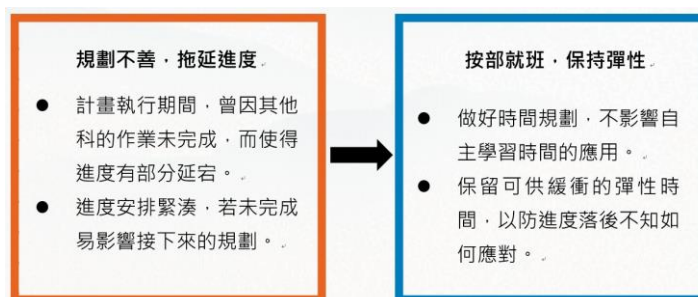 規劃不善，拖延進度
● 計畫執行期間，曾因其他
科的作業未完成，而使得
進度有部分延宕。
● 進度安排緊湊，若未完成
易影響接下來的規劃。
按部就班，保持彈性
● 做好時間規劃，不影響自
主學習時間的應用。
● 保留可供緩衝的彈性時
間，以防進度落後不知如
何應對。